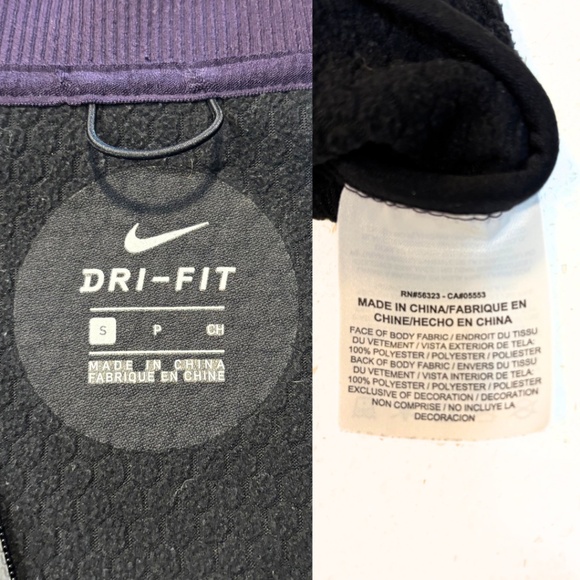 DRI-FIT
S P CH
MADE IN CHINA
FABRIQUE EN CHINE
RN#56323 - CA#05553
MADE IN CHINA/FABRIQUE EN
CHINE/HECHO EN CHINA
FACE OF BODY FABRIC / ENDROIT DU TISSU
DU VETEMENT / VISTA EXTERIOR DE TELA:
100% POLYESTER / POLYESTER / POLIESTER
BACK OF BODY FABRIC / ENVERS DU TISSU
DU VETEMENT / VISTA INTERIOR DE TELA:
100% POLYESTER / POLYESTER / POLIESTER
EXCLUSIVE OF DECORATION / DECORATION
NON COMPRISE / NO INCLUYE LA
DECORACION